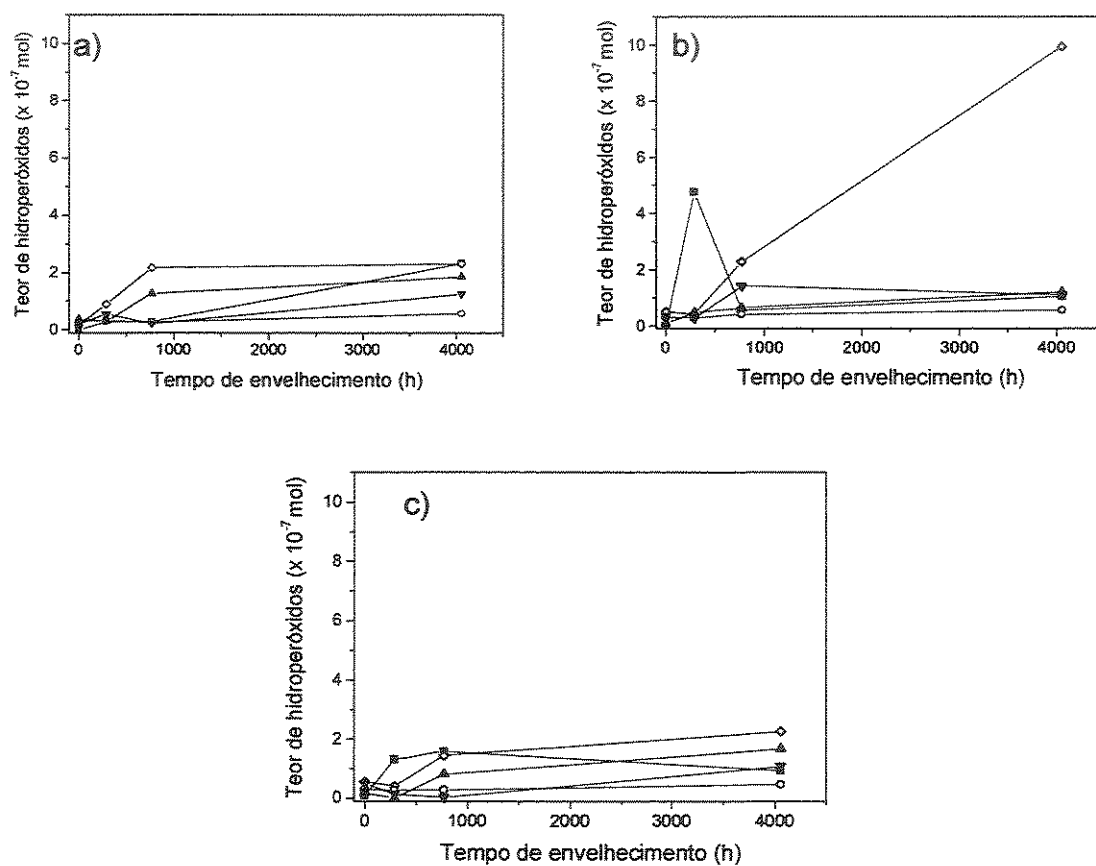 a)
Teor de hidroperóxidos (x 10⁻⁷ mol)
10
8
6
4
2
0
0 1000 2000 3000 4000
Tempo de envelhecimento (h)
b)
Teor de hidroperóxidos (x 10⁻⁷ mol)
10
8
6
4
2
0
0 1000 2000 3000 4000
Tempo de envelhecimento (h)
c)
Teor de hidroperóxidos (x 10⁻⁷ mol)
10
8
6
4
2
0
0 1000 2000 3000 4000
Tempo de envelhecimento (h)